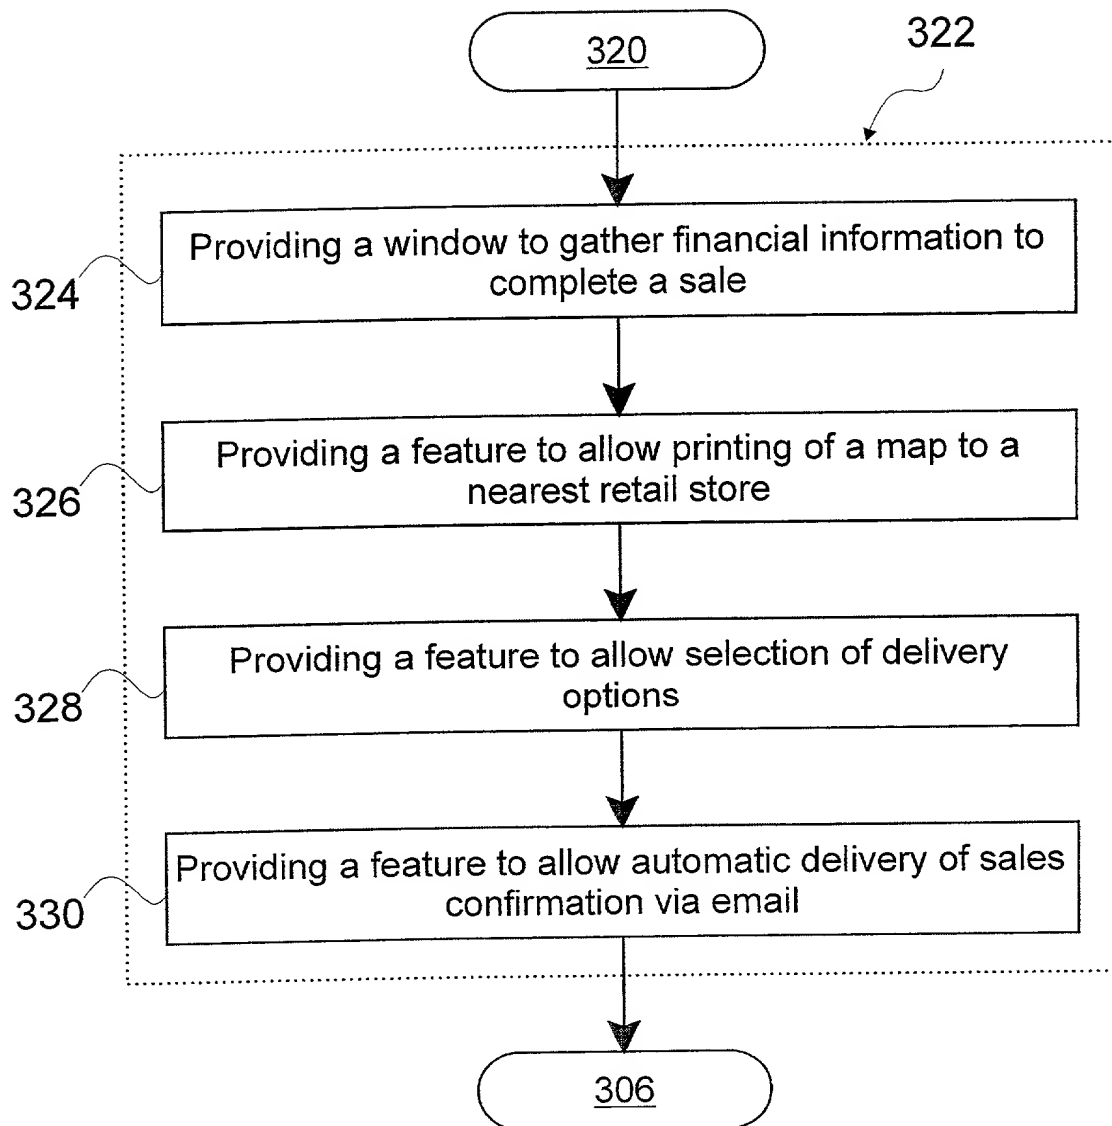 320
322
Providing a window to gather financial information to
complete a sale
324
Providing a feature to allow printing of a map to a
nearest retail store
326
Providing a feature to allow selection of delivery
options
328
Providing a feature to allow automatic delivery of sales
confirmation via email
330
306